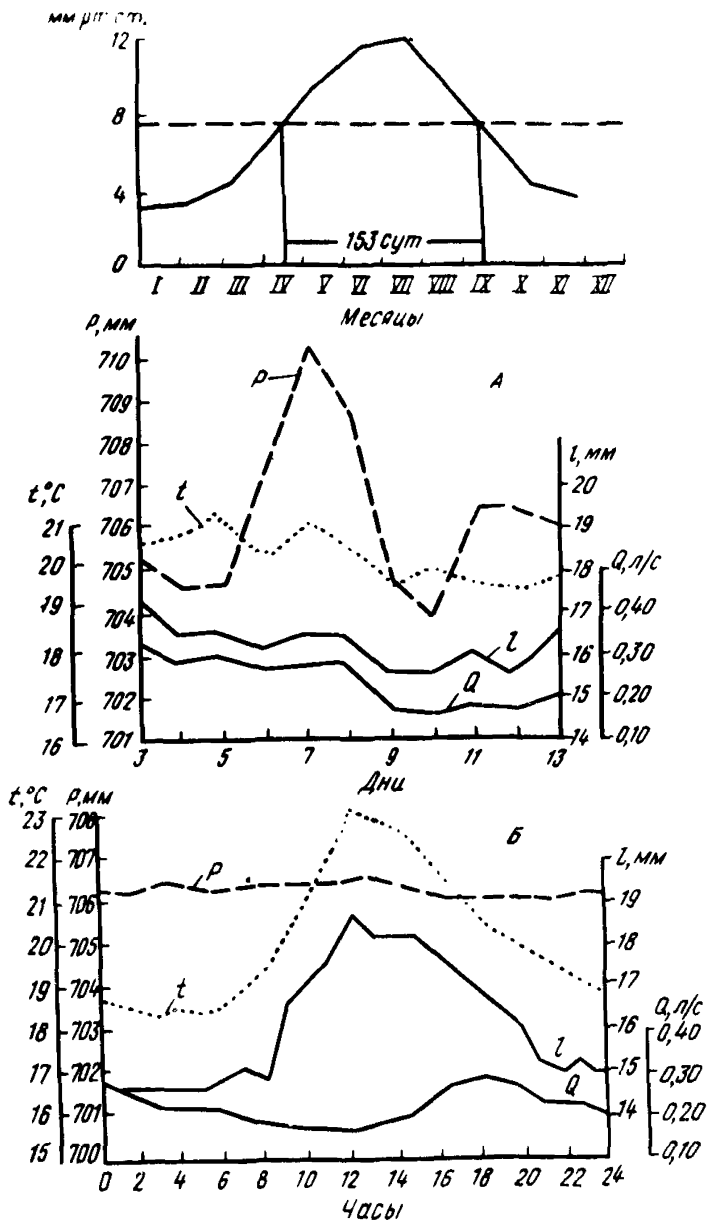 мм рт. ст.
12
8
4
0
153 сут
I II III IV V VI VII VIII IX X XI XII
Месяцы
P, мм
710
709
708
707
706
705
704
703
702
701
P
А
t
t,°C
21
20
19
18
17
16
l, мм
20
19
18
17
16
15
14
Q, л/с
0,40
0,30
0,20
0,10
l
Q
3 5 7 9 11 13
Дни
t,°C P, мм
23 708
22 707
21 706
20 705
19 704
18 703
17 702
16 701
15 700
Б
P
t
l, мм
19
18
17
16
15
14
Q, л/с
0,40
0,30
0,20
0,10
l
Q
0 2 4 6 8 10 12 14 16 18 20 22 24
Часы